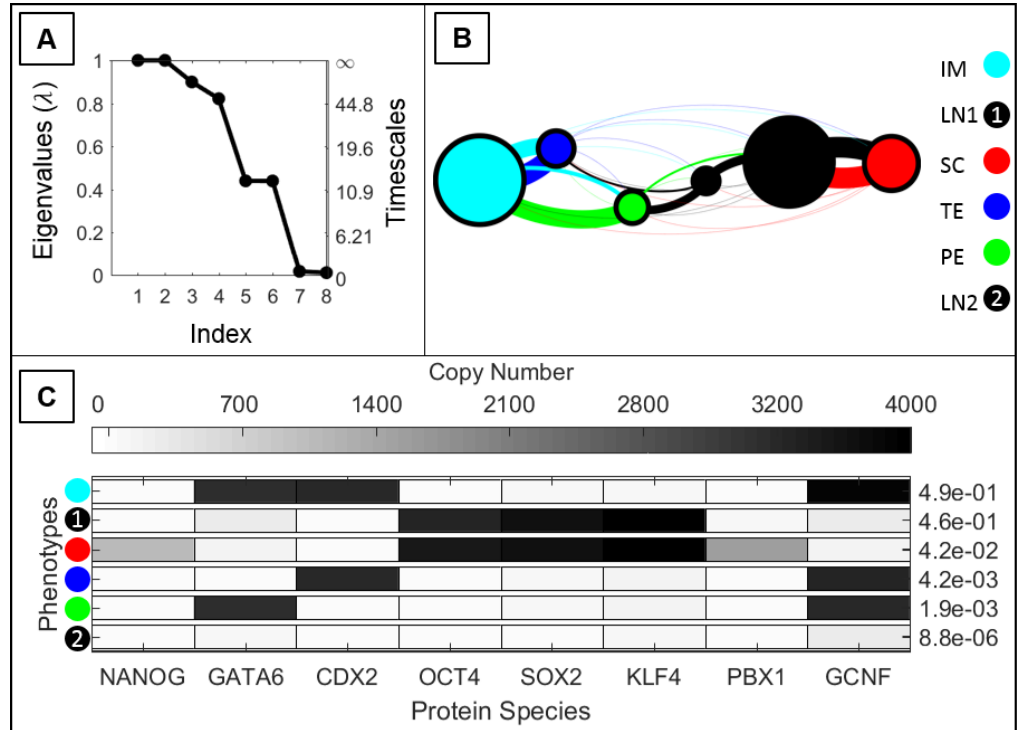 A
Eigenvalues (λ)
1
0.8
0.6
0.4
0.2
0
∞
44.8
19.6
10.9
6.21
0
Timescales
1 2 3 4 5 6 7 8
Index
B
IM
LN1 1
SC
TE
PE
LN2 2
C
Copy Number
0 700 1400 2100 2800 3200 4000
Phenotypes
4.9e-01
1 4.6e-01
4.2e-02
4.2e-03
1.9e-03
2 8.8e-06
NANOG GATA6 CDX2 OCT4 SOX2 KLF4 PBX1 GCNF
Protein Species